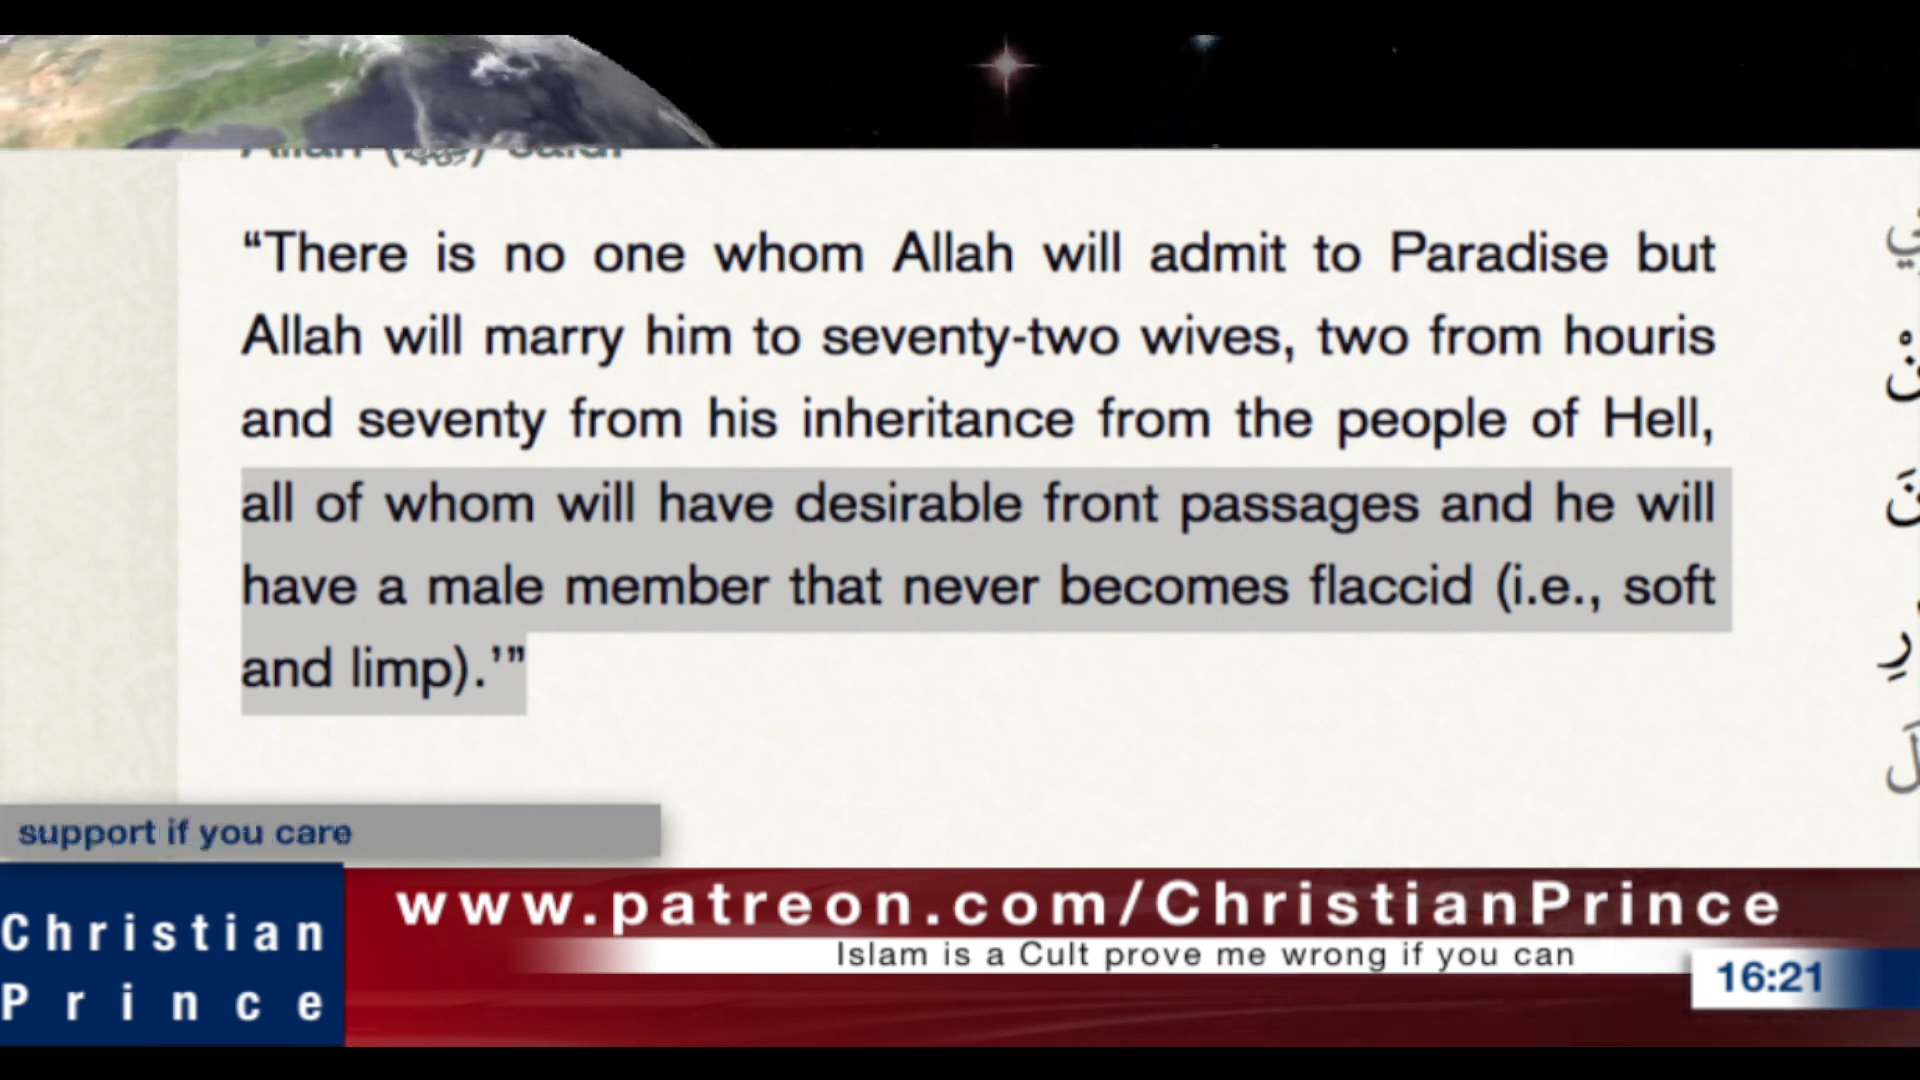 “There is no one whom Allah will admit to Paradise but
Allah will marry him to seventy-two wives, two from houris
and seventy from his inheritance from the people of Hell,
all of whom will have desirable front passages and he will
have a male member that never becomes flaccid (i.e., soft
and limp).’”
support if you care
Christian
Prince
www.patreon.com/ChristianPrince
Islam is a Cult prove me wrong if you can
16:21